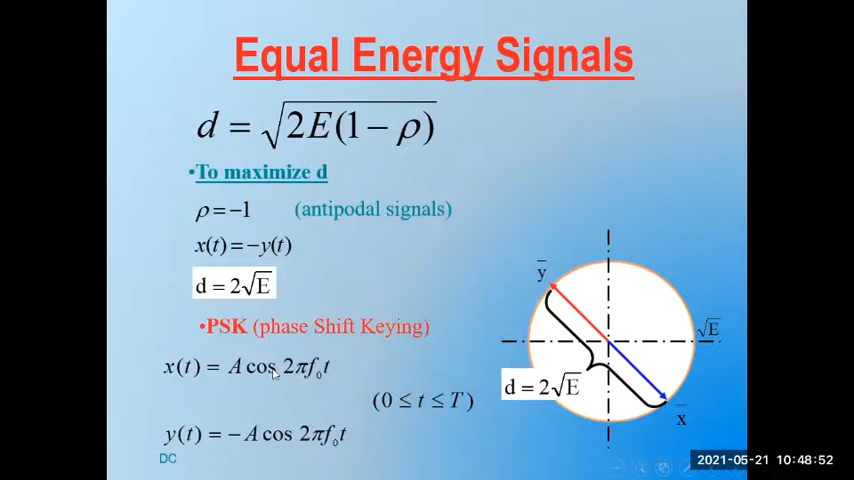 Equal Energy Signals
d = √2E(1 − ρ)
•To maximize d
ρ = −1 (antipodal signals)
x(t) = −y(t)
d = 2√E
•PSK (phase Shift Keying)
x(t) = A cos 2πf₀t
(0 ≤ t ≤ T)
y(t) = −A cos 2πf₀t
DC
y̅
√E
d = 2√E
x̅
2021-05-21 10:48:52